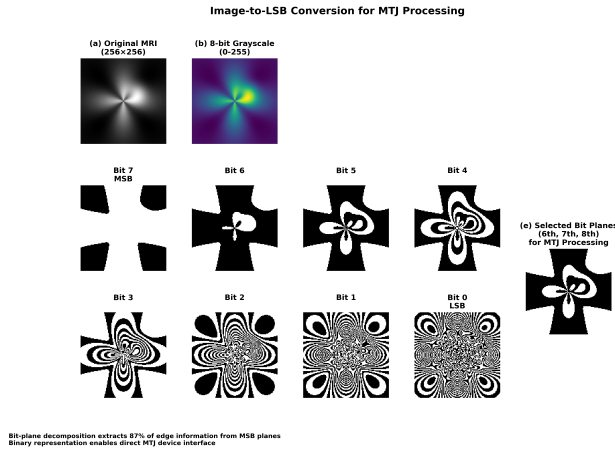 Image-to-LSB Conversion for MTJ Processing
(a) Original MRI
(256×256)
(b) 8-bit Grayscale
(0-255)
Bit 7
MSB
Bit 6
Bit 5
Bit 4
(e) Selected Bit Planes
(6th, 7th, 8th)
for MTJ Processing
Bit 3
Bit 2
Bit 1
Bit 0
LSB
Bit-plane decomposition extracts 87% of edge information from MSB planes
Binary representation enables direct MTJ device interface